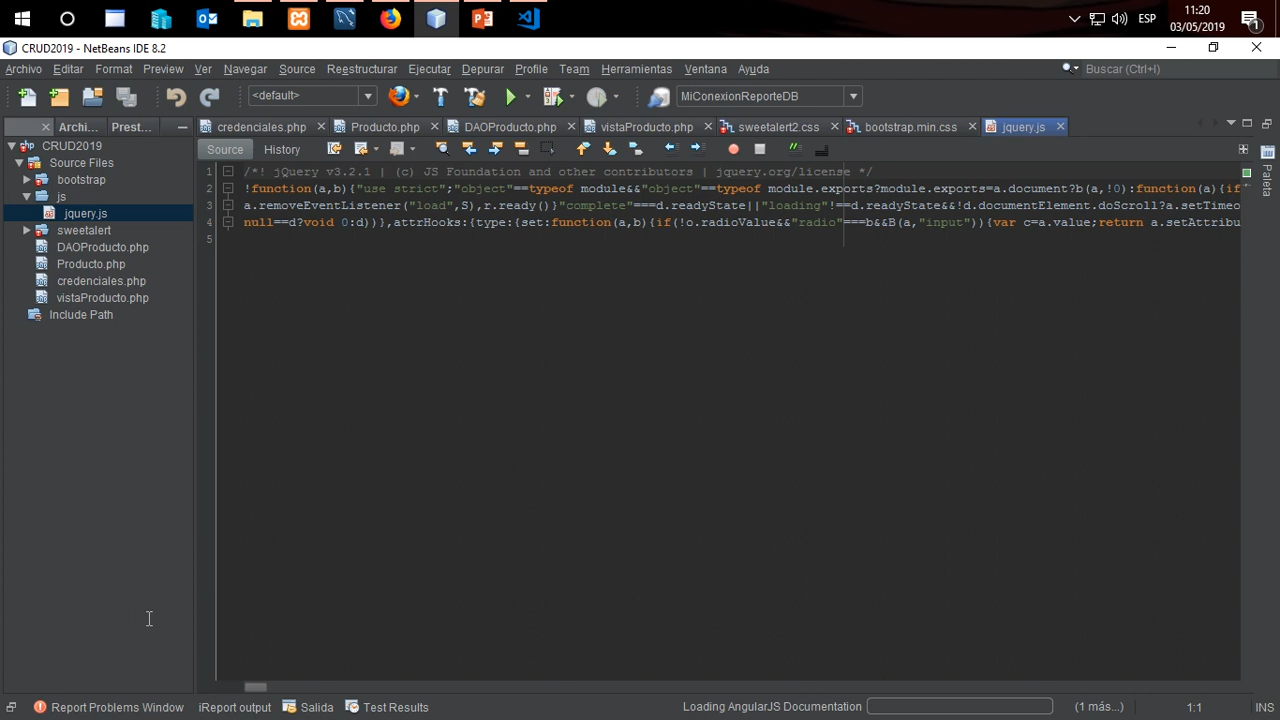 11:20
ESP
03/05/2019
1
CRUD2019 - NetBeans IDE 8.2
Archivo Editar Format Preview Ver Navegar Source Reestructurar Ejecutar Depurar Profile Team Herramientas Ventana Ayuda
Buscar (Ctrl+I)
<default>
MiConexionReporteDB
Archi... Prest...
credenciales.php Producto.php DAOProducto.php vistaProducto.php sweetalert2.css bootstrap.min.css jquery.js
CRUD2019
Source Files
bootstrap
js
jquery.js
sweetalert
DAOProducto.php
Producto.php
credenciales.php
vistaProducto.php
Include Path
Source History
1 /*! jQuery v3.2.1 | (c) JS Foundation and other contributors | jquery.org/license */
2 !function(a,b){"use strict";"object"==typeof module&&"object"==typeof module.exports?module.exports=a.document?b(a,!0):function(a){if
3 a.removeEventListener("load",S),r.ready()}"complete"===d.readyState||"loading"!==d.readyState&&!d.documentElement.doScroll?a.setTimeo
4 null==d?void 0:d))},attrHooks:{type:{set:function(a,b){if(!o.radioValue&&"radio"===b&&B(a,"input")){var c=a.value;return a.setAttribu
5
Paleta
Report Problems Window iReport output Salida Test Results
Loading AngularJS Documentation (1 más...) 1:1 INS